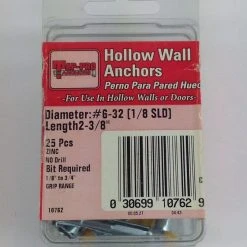 Hollow Wall
Anchors
Perno Para Pared Huec
-For Use In Hollow Walls or Doors-
Diameter:#6-32 [1/8 SLD]
Length2-3/8"
25 Pcs
ZINC
NO Drill
Bit Required
1/8" to 3/4"
GRIP RANGE
10762
0 30699 10762 9